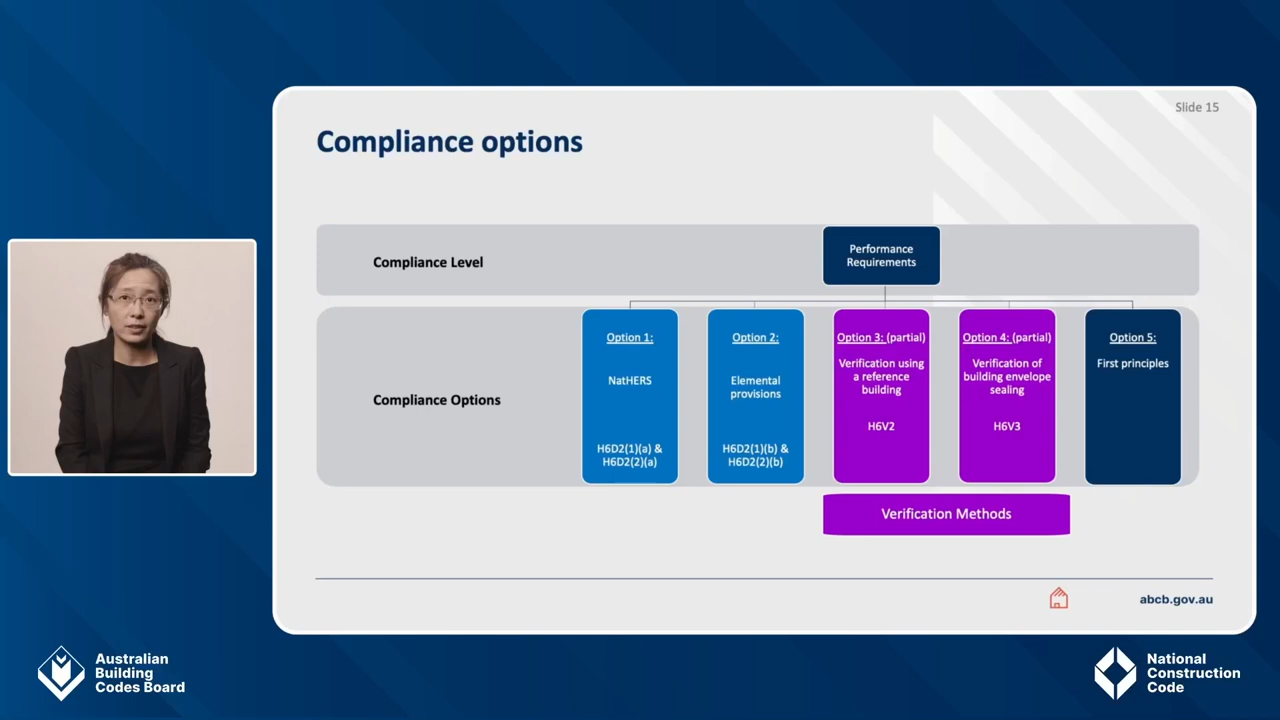 Slide 15
Compliance options
Compliance Level
Performance
Requirements
Compliance Options
Option 1:
NatHERS
H6D2(1)(a) &
H6D2(2)(a)
Option 2:
Elemental
provisions
H6D2(1)(b) &
H6D2(2)(b)
Option 3: (partial)
Verification using
a reference
building
H6V2
Option 4: (partial)
Verification of
building envelope
sealing
H6V3
Option 5:
First principles
Verification Methods
abcb.gov.au
Australian
Building
Codes Board
National
Construction
Code